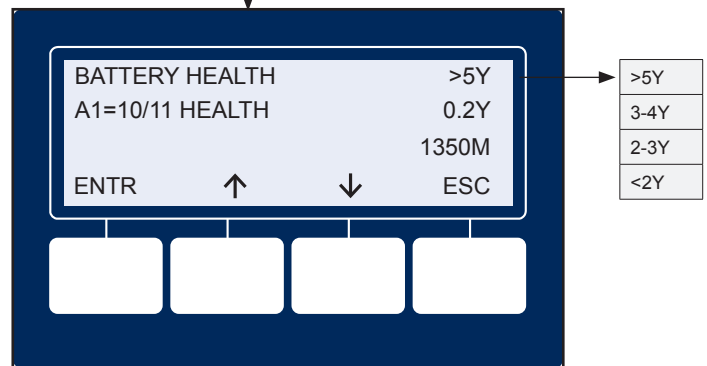 BATTERY HEALTH >5Y
A1=10/11 HEALTH 0.2Y
1350M
ENTR ↑ ↓ ESC
>5Y
3-4Y
2-3Y
<2Y